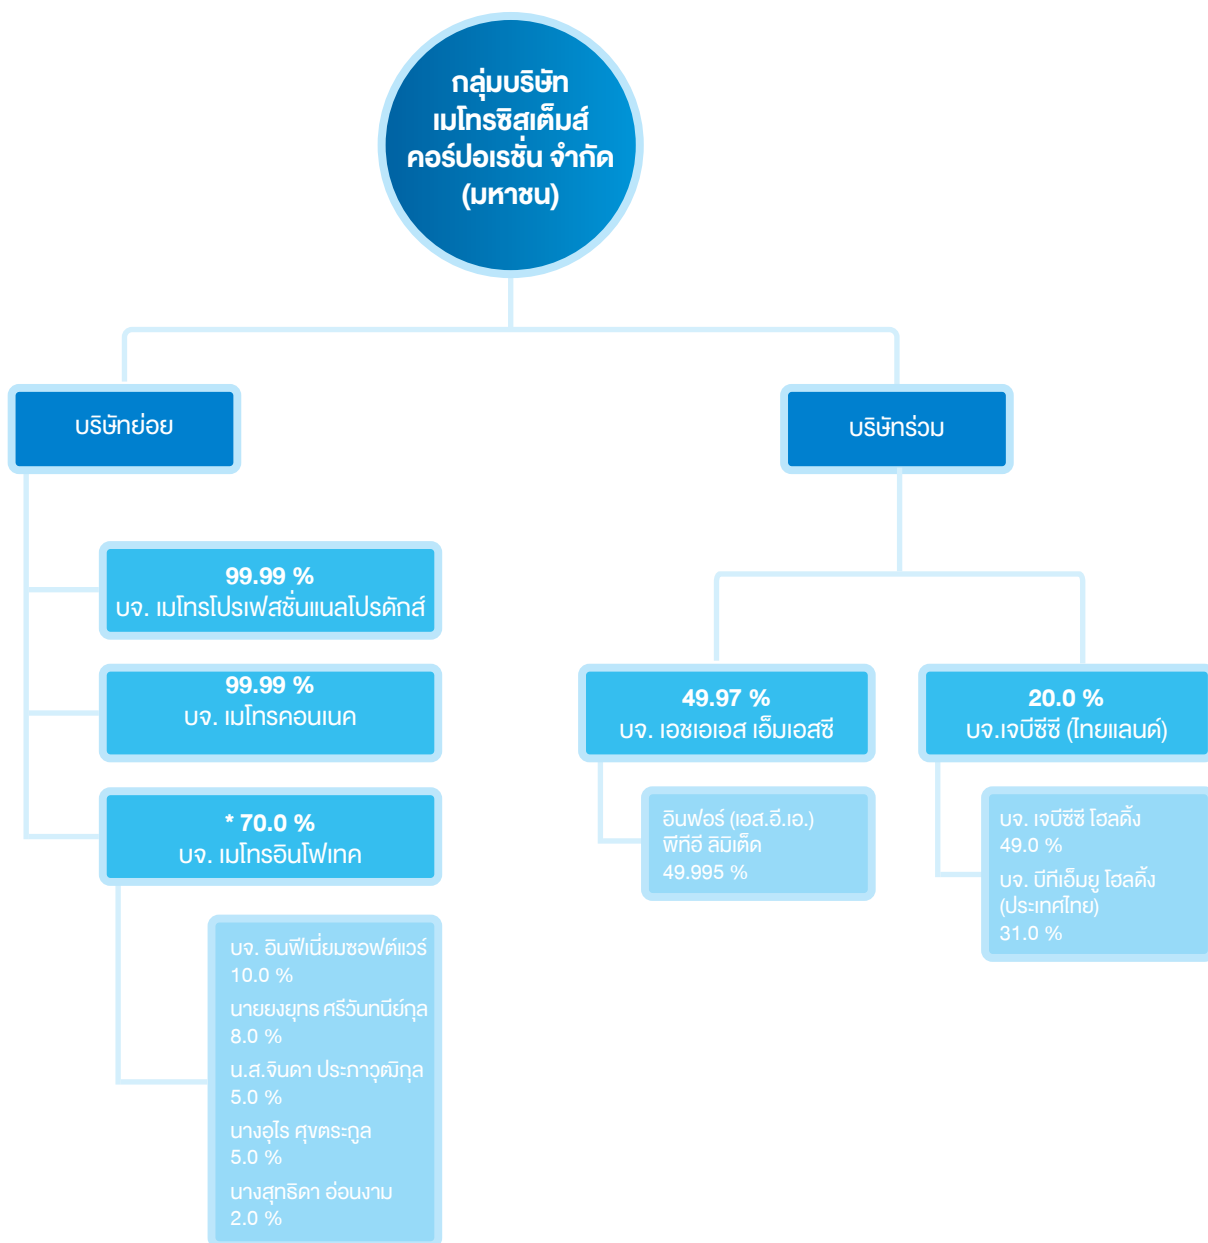 กลุ่มบริษัท
เมโทรซิสเต็มส์
คอร์ปอเรชั่น จำกัด
(มหาชน)
บริษัทย่อย
บริษัทร่วม
99.99 %
บจ. เมโทรโปรเฟสชั่นแนลโปรดักส์
99.99 %
บจ. เมโทรคอนเนค
* 70.0 %
บจ. เมโทรอินโฟเทค
บจ. อินฟีเนี่ยมซอฟต์แวร์
10.0 %
นายยงยุทธ ศรีวันทนีย์กุล
8.0 %
น.ส.จินดา ประภาวุฒิกุล
5.0 %
นางอุไร ศุขตระกูล
5.0 %
นางสุทธิดา อ่อนงาม
2.0 %
49.97 %
บจ. เอชเอเอส เอ็มเอสซี
อินฟอร์ (เอส.อี.เอ.)
พีทีอี ลิมิเต็ด
49.995 %
20.0 %
บจ.เจบีซีซี (ไทยแลนด์)
บจ. เจบีซีซี โฮลดิ้ง
49.0 %
บจ. บีทีเอ็มยู โฮลดิ้ง
(ประเทศไทย)
31.0 %